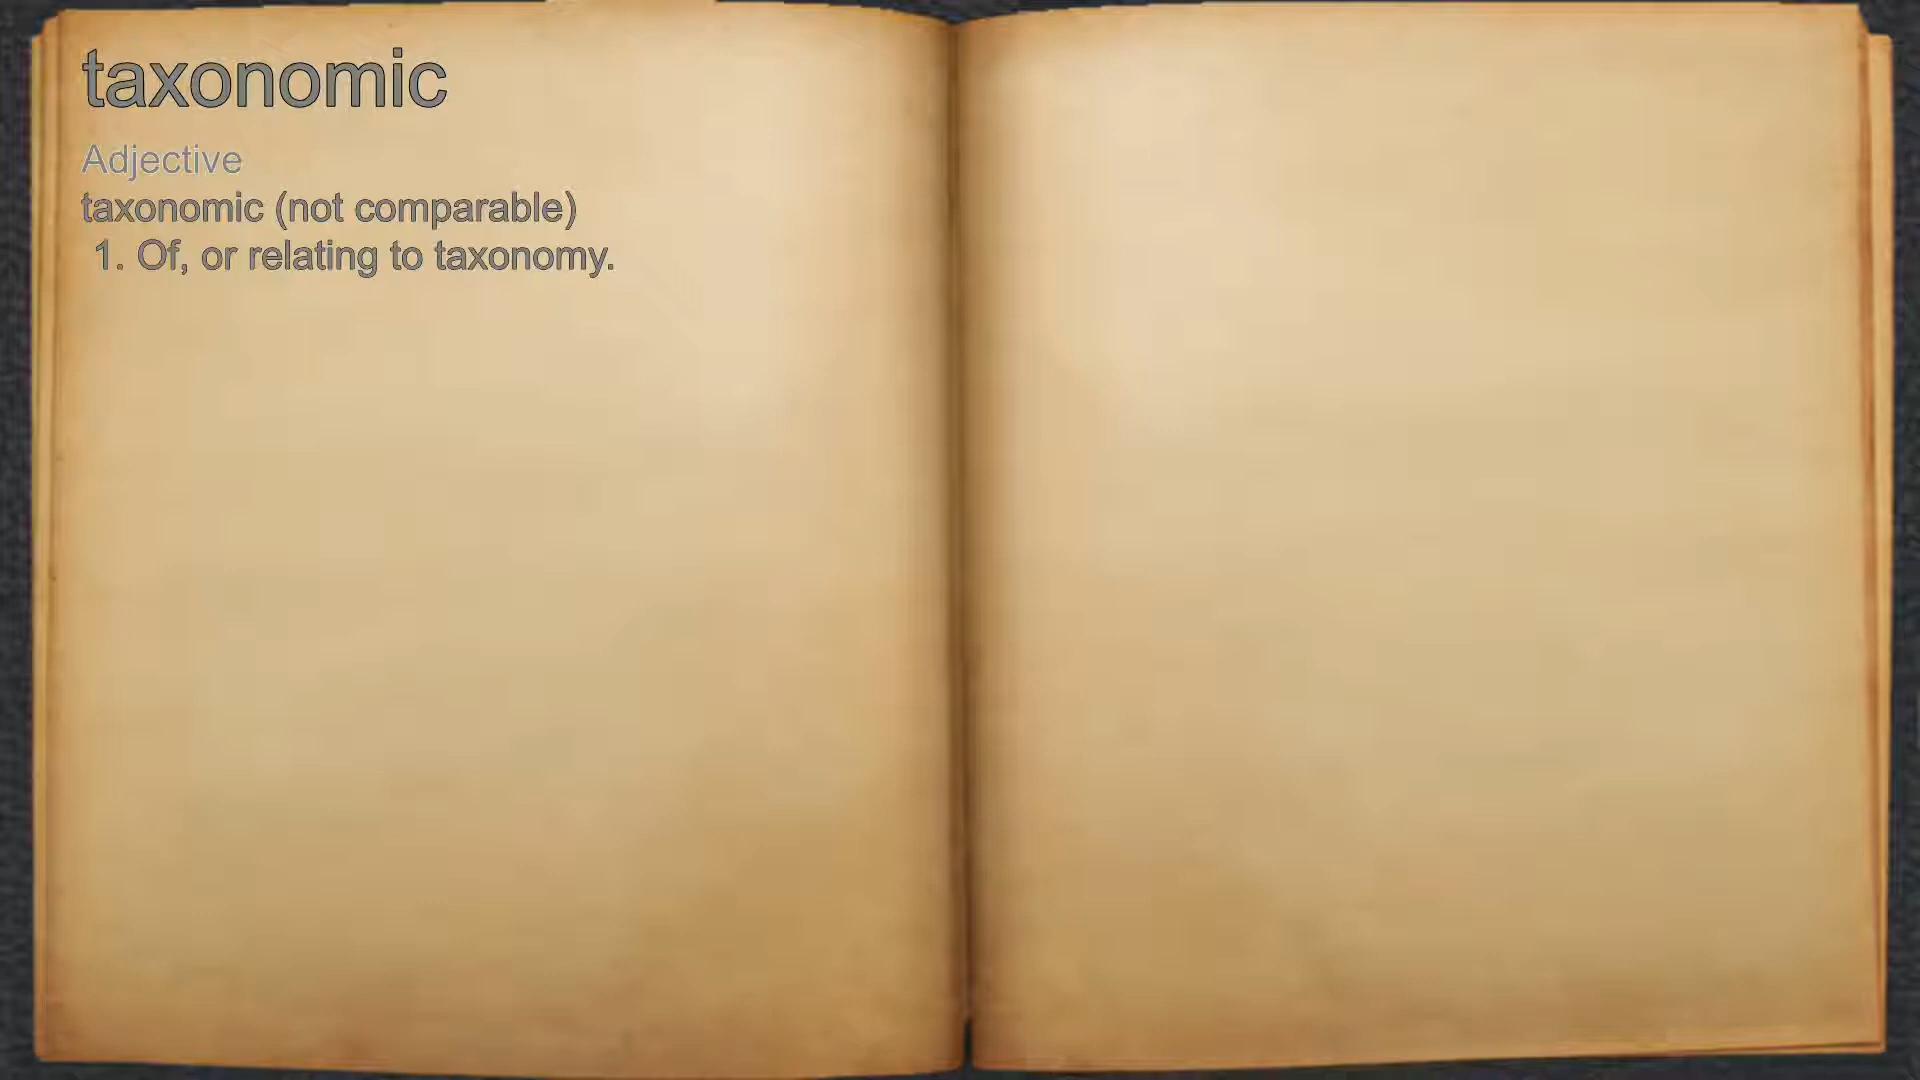 taxonomic
Adjective
taxonomic (not comparable)
1. Of, or relating to taxonomy.